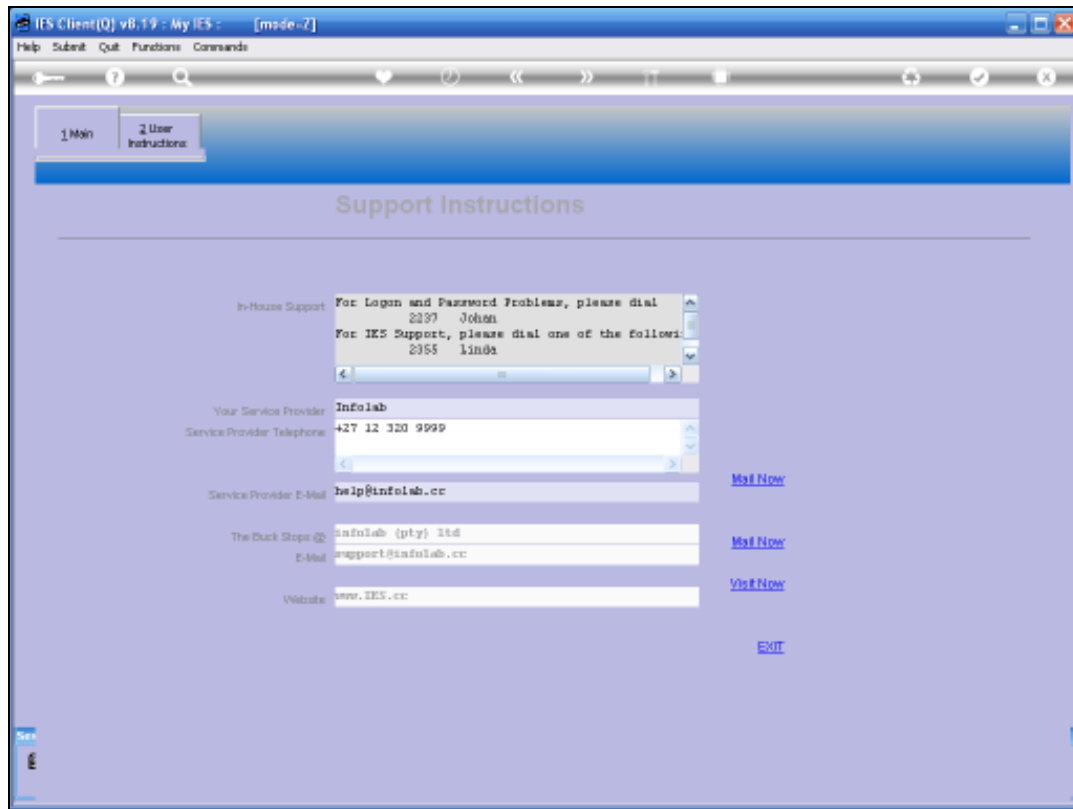 IES Client(Q) v8.19 : My IES : [mode=Z]
Help Submit Quit Functions Commands
1 Main
2 User
Instructions
Support Instructions
In-House Support
For Logon and Password Problems, please dial
2237 Johan
For IES Support, please dial one of the followi
2355 linda
Your Service Provider Infolab
Service Provider Telephone +27 12 320 9999
Mail Now
Service Provider E-Mail help@infolab.cc
The Buck Stops @ infolab (pty) ltd
Mail Now
E-Mail support@infolab.cc
Visit Now
Website www.IES.cc
EXIT